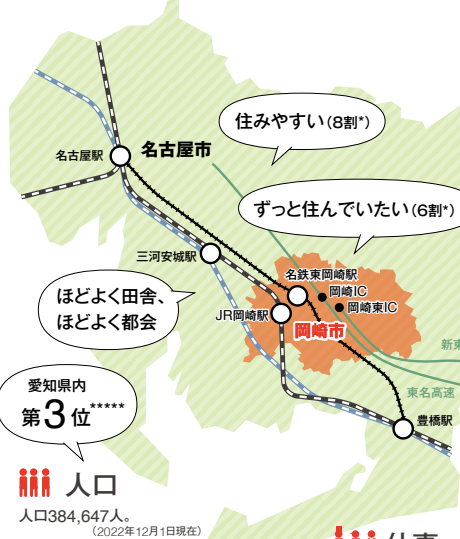 住みやすい(8割*)
名古屋駅
名古屋市
ずっと住んでいたい(6割*)
三河安城駅
名鉄東岡崎駅
岡崎IC
岡崎東IC
ほどよく田舎、
ほどよく都会
JR岡崎駅
岡崎市
新東
東名高速
愛知県内
第3位*****
豊橋駅
人口
人口384,647人。
(2022年12月1日現在)